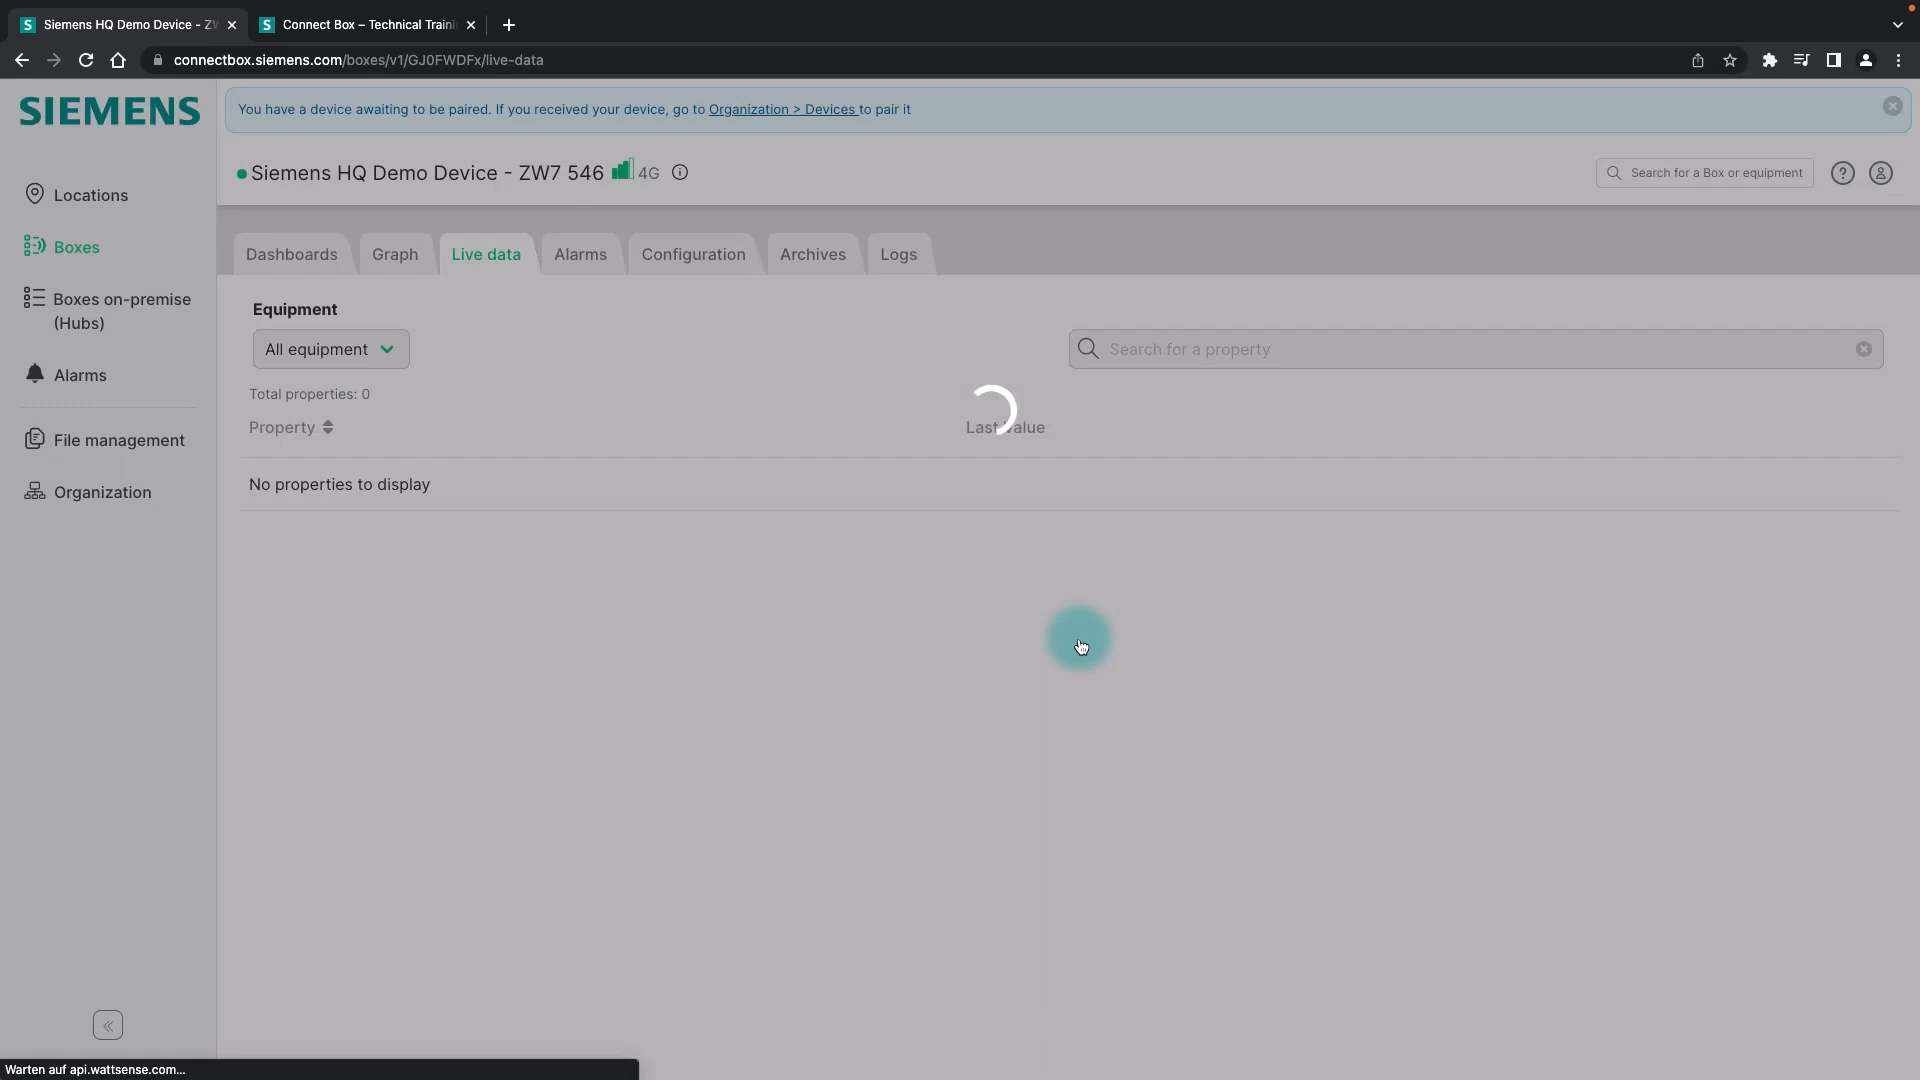 Siemens HQ Demo Device - ZW
Connect Box – Technical Traini
connectbox.siemens.com/boxes/v1/GJ0FWDFx/live-data
SIEMENS
You have a device awaiting to be paired. If you received your device, go to Organization > Devices to pair it
Siemens HQ Demo Device - ZW7 546
4G
Search for a Box or equipment
Locations
Boxes
Boxes on-premise
(Hubs)
Alarms
File management
Organization
Dashboards
Graph
Live data
Alarms
Configuration
Archives
Logs
Equipment
All equipment
Search for a property
Total properties: 0
Property
Last Value
No properties to display
Warten auf api.wattsense.com...